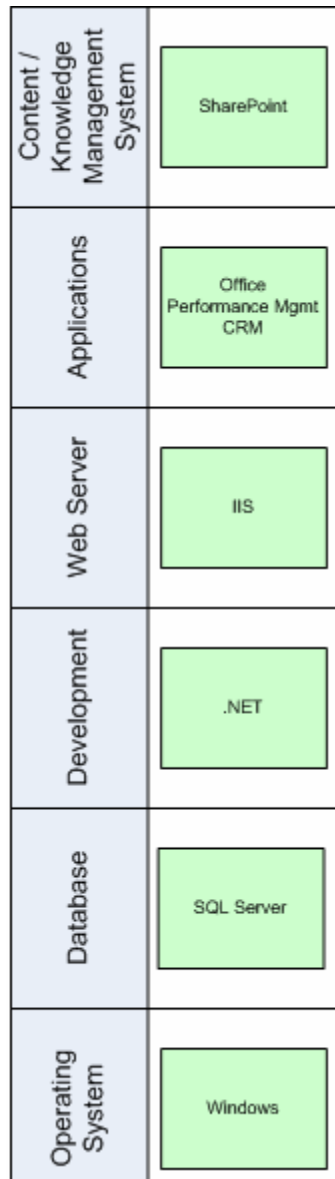 Content /
Knowledge
Management
System
SharePoint
Applications
Office
Performance Mgmt
CRM
Web Server
IIS
Development
.NET
Database
SQL Server
Operating
System
Windows